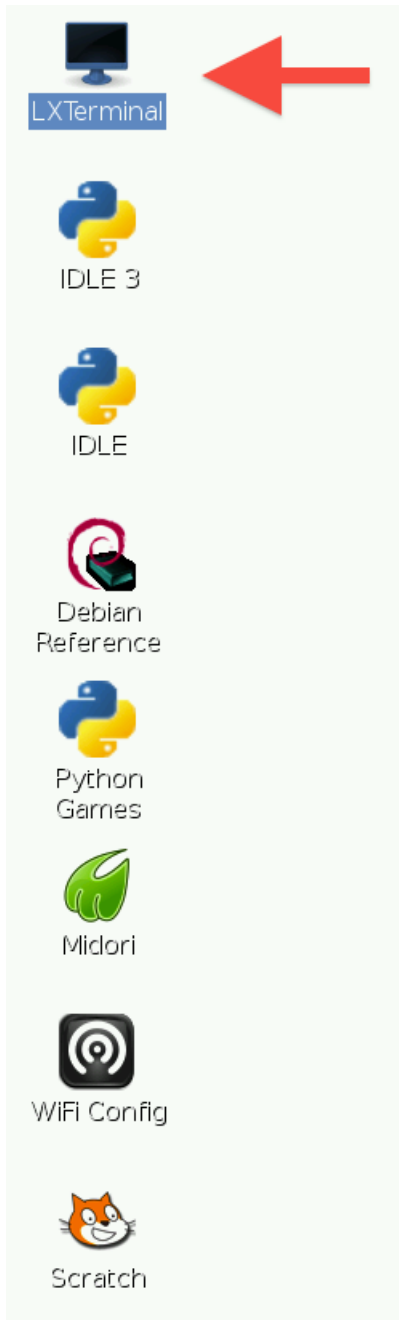 LXTerminal
IDLE 3
IDLE
Debian
Reference
Python
Games
Midori
WiFi Config
Scratch